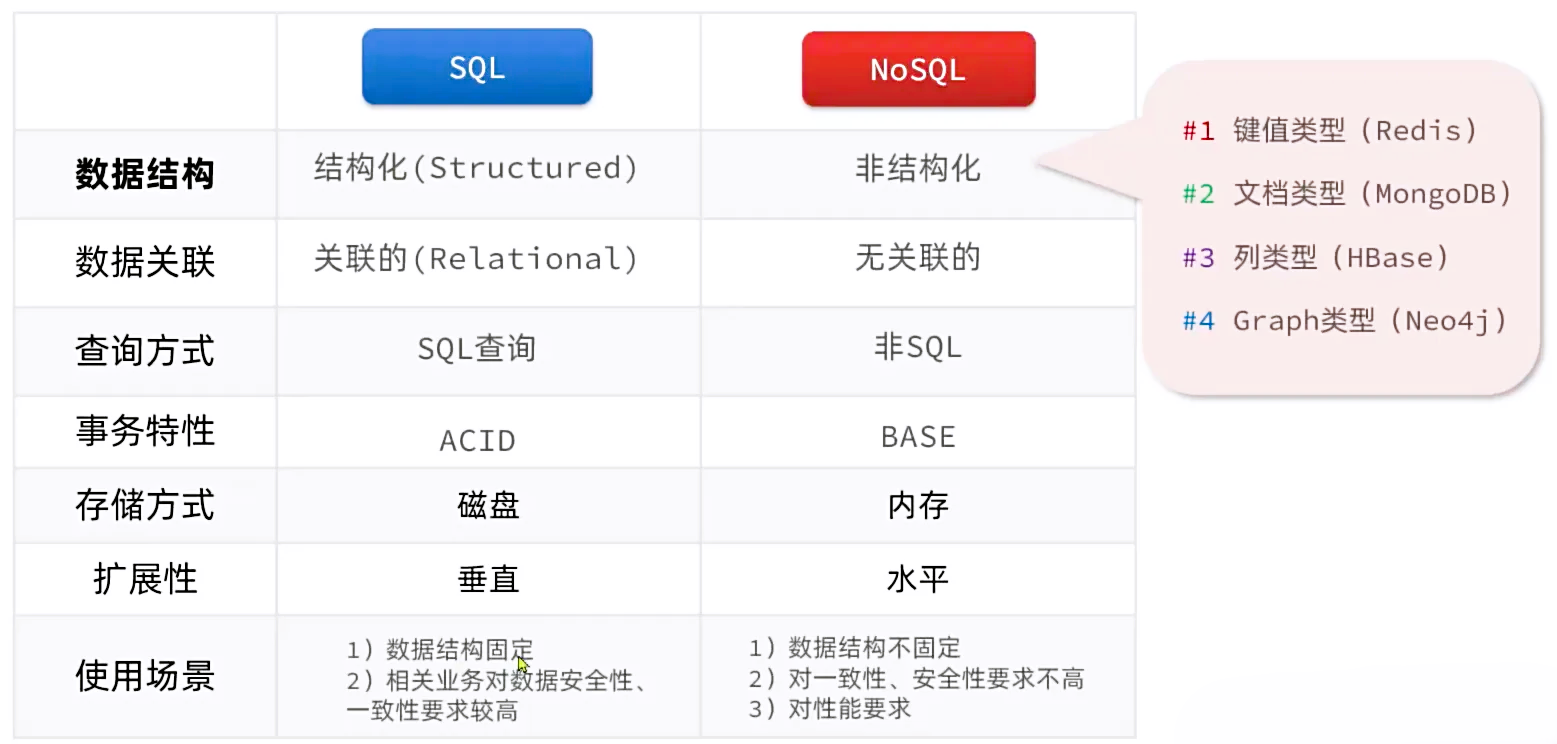 SQL
NoSQL
数据结构
结构化(Structured)
非结构化
数据关联
关联的(Relational)
无关联的
查询方式
SQL查询
非SQL
事务特性
ACID
BASE
存储方式
磁盘
内存
扩展性
垂直
水平
使用场景
1）数据结构固定
2）相关业务对数据安全性、
一致性要求较高
1）数据结构不固定
2）对一致性、安全性要求不高
3）对性能要求
#1 键值类型（Redis）
#2 文档类型（MongoDB）
#3 列类型（HBase）
#4 Graph类型（Neo4j）